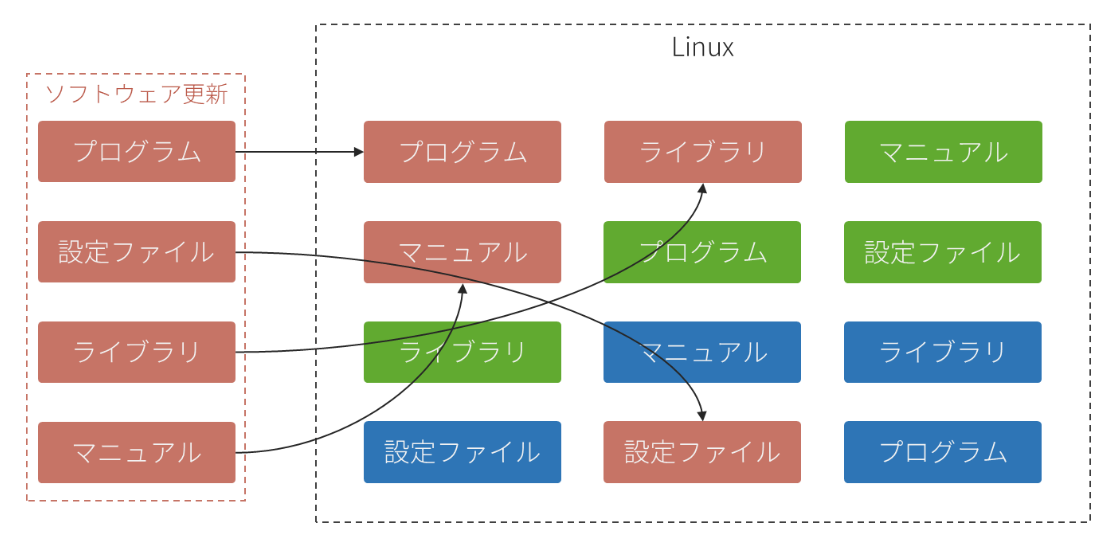 Linux
ソフトウェア更新
プログラム
設定ファイル
ライブラリ
マニュアル
プログラム
ライブラリ
マニュアル
マニュアル
プログラム
設定ファイル
ライブラリ
マニュアル
ライブラリ
設定ファイル
設定ファイル
プログラム